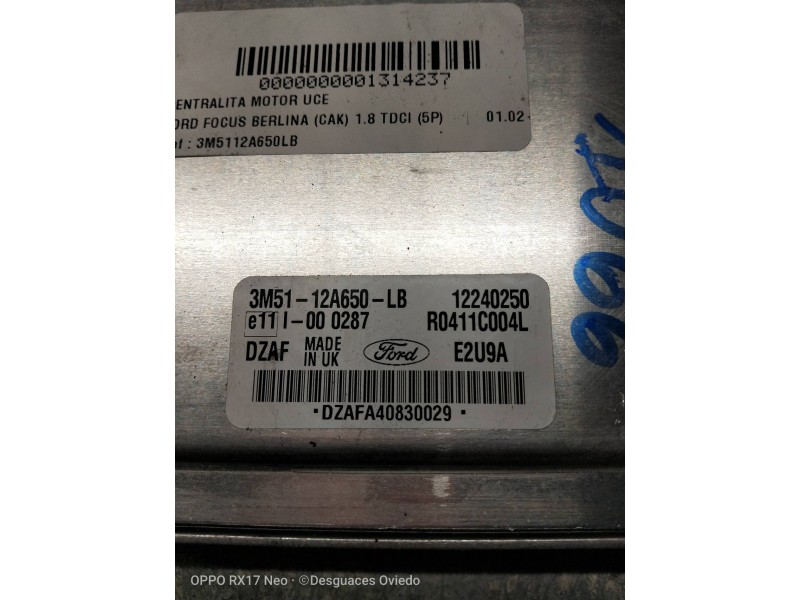 0000000001314237
ENTRALITA MOTOR UCE
ORD FOCUS BERLINA (CAK) 1.8 TDCI (5P) 01.02-
: 3M5112A650LB
3M51-12A650-LB 12240250
e11 I-00 0287 R0411C004L
DZAF MADE IN UK Ford E2U9A
·DZAFA40830029·
OPPO RX17 Neo · ©Desguaces Oviedo